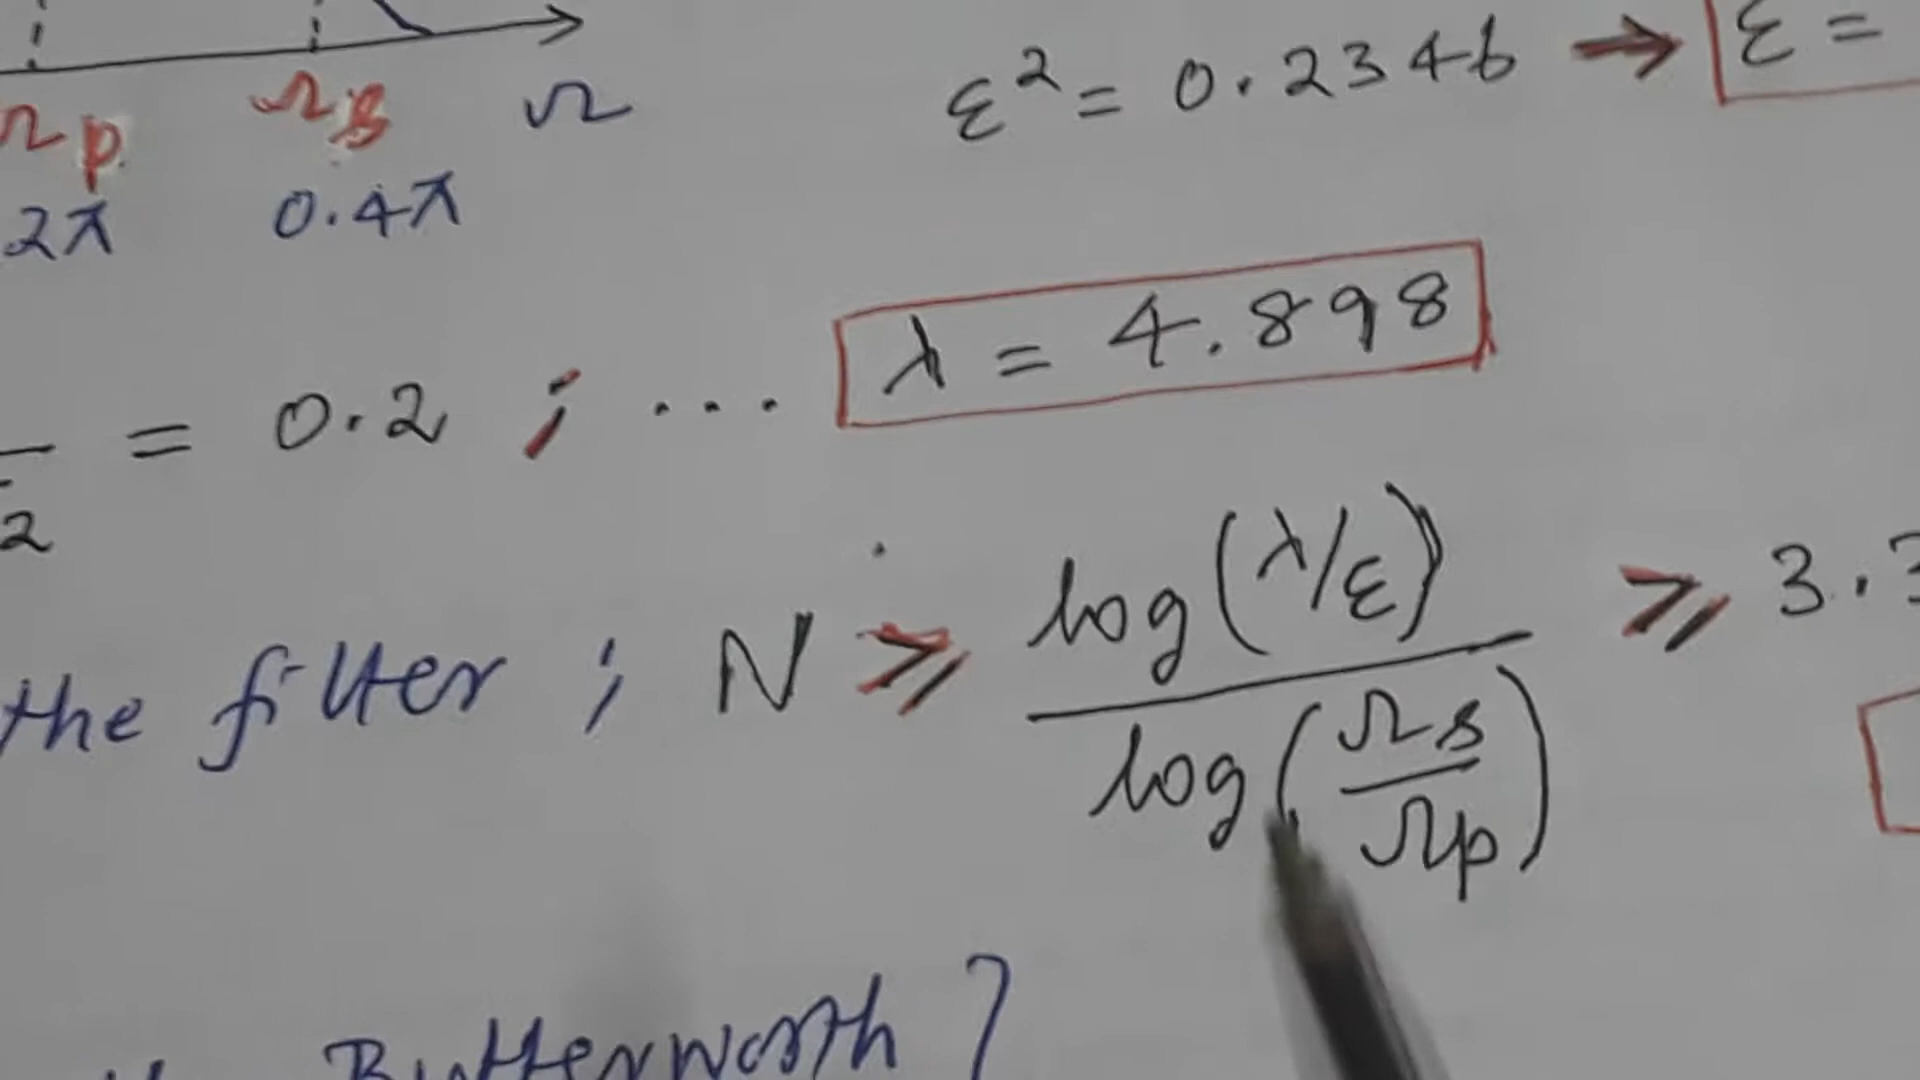 Ωp Ωs Ω
2π 0.4π
ε² = 0.2346 → ε =
= 0.2 ; ... λ = 4.898
2
the filter ; N ≥ log(λ/ε) / log(Ωs/Ωp) ≥ 3.3
Butterworth